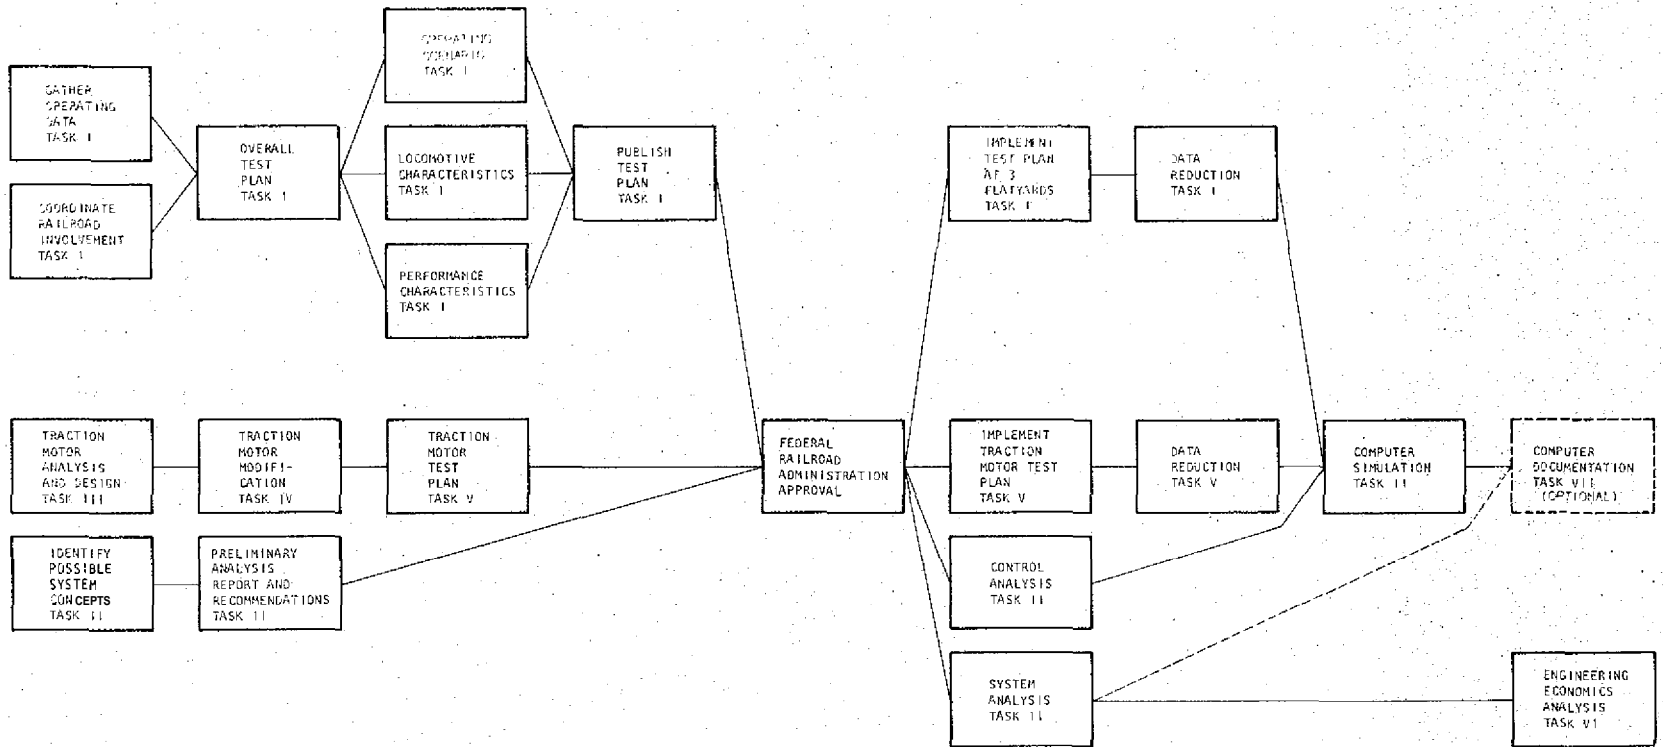 GATHER
OPERATING
DATA
TASK I
COORDINATE
RAILROAD
INVOLVEMENT
TASK I
OVERALL
TEST
PLAN
TASK I
OPERATING
SCENARIO
TASK I
LOCOMOTIVE
CHARACTERISTICS
TASK I
PERFORMANCE
CHARACTERISTICS
TASK I
PUBLISH
TEST
PLAN
TASK I
TRACTION
MOTOR
ANALYSIS
AND DESIGN
TASK III
TRACTION
MOTOR
MODIFI-
CATION
TASK IV
TRACTION
MOTOR
TEST
PLAN
TASK V
IDENTIFY
POSSIBLE
SYSTEM
CONCEPTS
TASK II
PRELIMINARY
ANALYSIS
REPORT AND
RECOMMENDATIONS
TASK II
FEDERAL
RAILROAD
ADMINISTRATION
APPROVAL
IMPLEMENT
TEST PLAN
AT 3
FLATYARDS
TASK I
DATA
REDUCTION
TASK I
IMPLEMENT
TRACTION
MOTOR TEST
PLAN
TASK V
DATA
REDUCTION
TASK V
CONTROL
ANALYSIS
TASK II
SYSTEM
ANALYSIS
TASK II
COMPUTER
SIMULATION
TASK II
COMPUTER
DOCUMENTATION
TASK VII
(OPTIONAL)
ENGINEERING
ECONOMICS
ANALYSIS
TASK VI